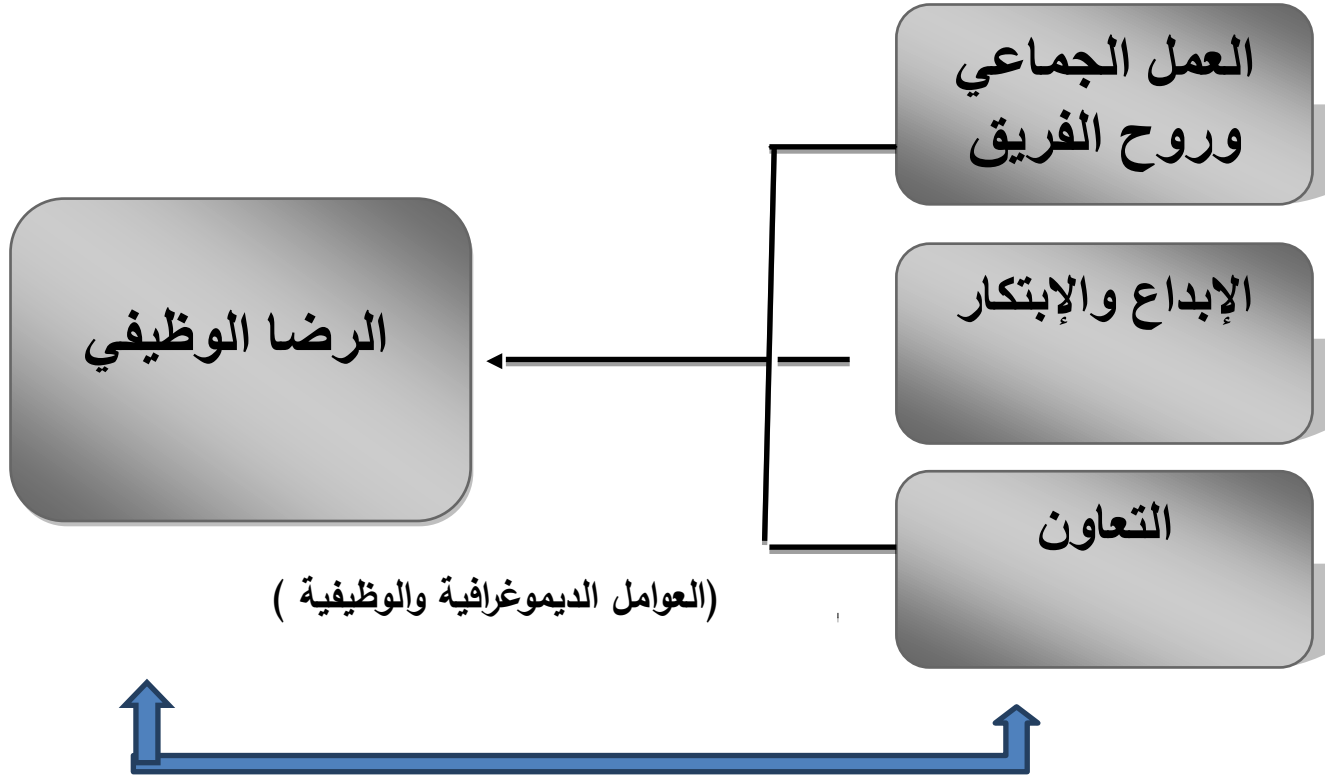 العمل الجماعي
وروح الفريق
الإبداع والإبتكار
الرضا الوظيفي
التعاون
(العوامل الديموغرافية والوظيفية )